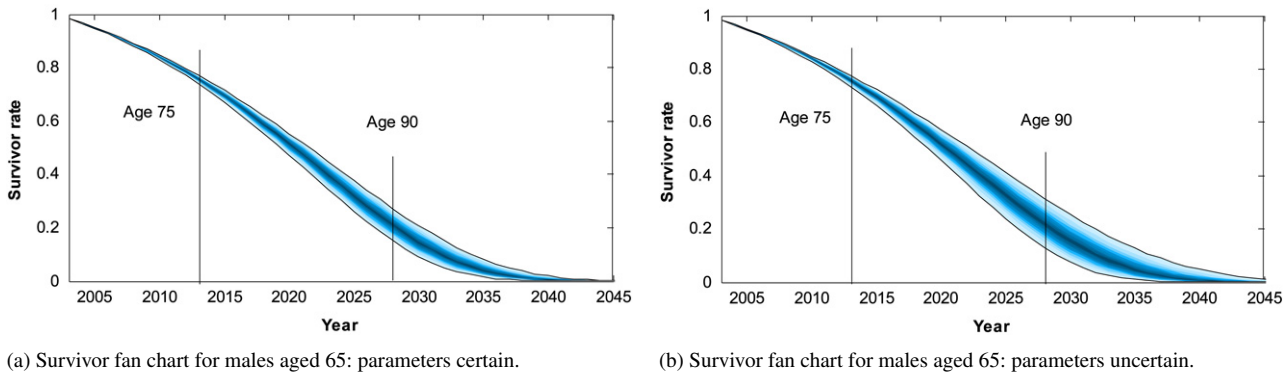 1
0.8
0.6
0.4
0.2
0
Survivor rate
Age 75
Age 90
2005 2010 2015 2020 2025 2030 2035 2040 2045
Year
(a) Survivor fan chart for males aged 65: parameters certain.
1
0.8
0.6
0.4
0.2
0
Survivor rate
Age 75
Age 90
2005 2010 2015 2020 2025 2030 2035 2040 2045
Year
(b) Survivor fan chart for males aged 65: parameters uncertain.